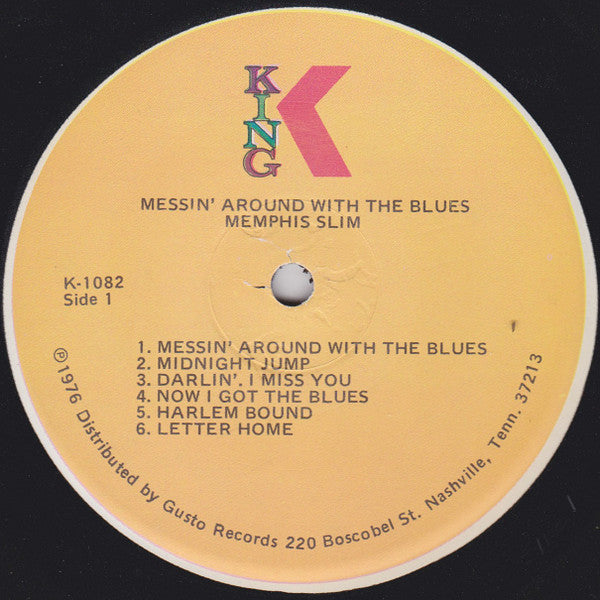 KING K
MESSIN' AROUND WITH THE BLUES
MEMPHIS SLIM
K-1082
Side 1
1. MESSIN' AROUND WITH THE BLUES
2. MIDNIGHT JUMP
3. DARLIN'. I MISS YOU
4. NOW I GOT THE BLUES
5. HARLEM BOUND
6. LETTER HOME
℗1976 Distributed by Gusto Records 220 Boscobel St. Nashville, Tenn. 37213